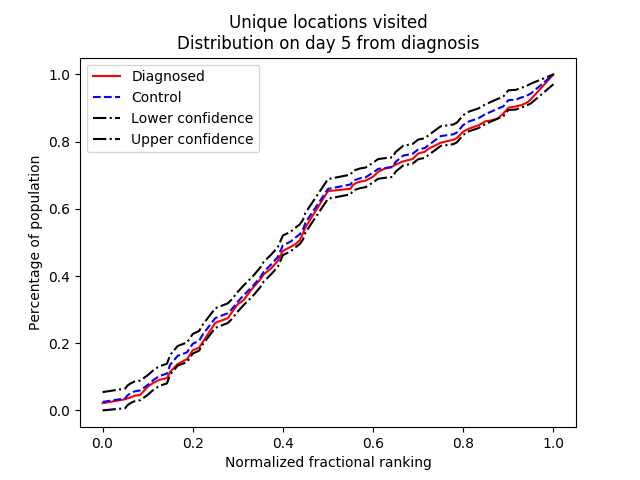 Unique locations visited
Distribution on day 5 from diagnosis
Diagnosed
Control
Lower confidence
Upper confidence
Percentage of population
1.0
0.8
0.6
0.4
0.2
0.0
0.0 0.2 0.4 0.6 0.8 1.0
Normalized fractional ranking